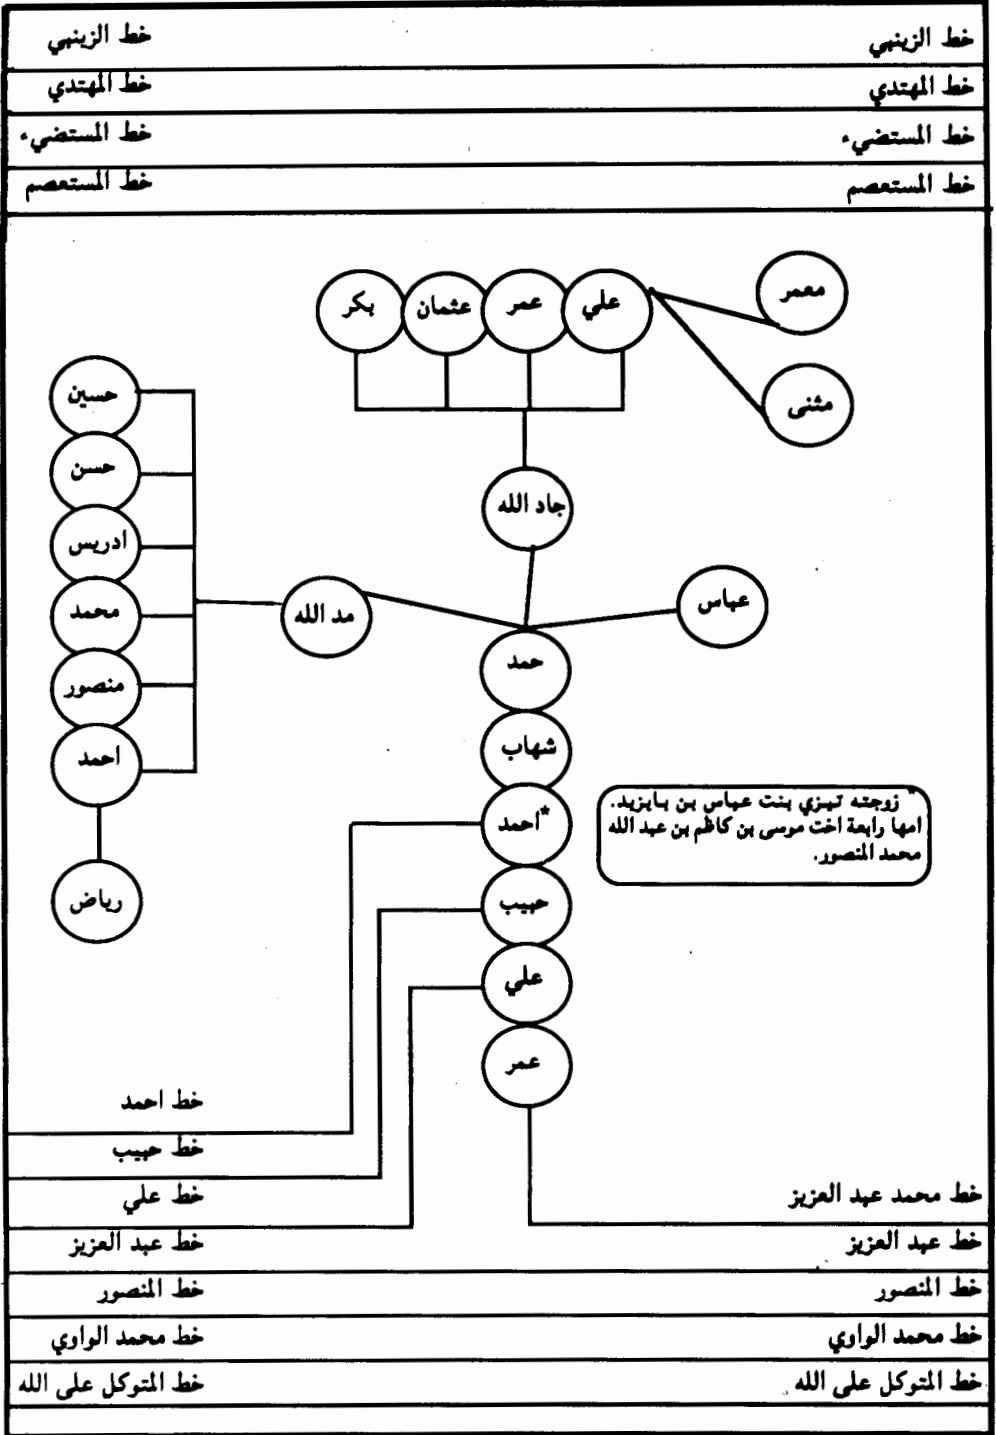 خط الزينبي
خط الزينبي
خط المهتدي
خط المهتدي
خط المستضيء
خط المستضيء
خط المستعصم
خط المستعصم
معمر
علي
عمر
عثمان
بكر
مثنى
حسين
حسن
جاد الله
ادريس
عباس
مد الله
محمد
حمد
منصور
شهاب
احمد
* زوجته تيزي بنت عباس بن بايزيد.
امها رابعة اخت موسى بن كاظم بن عبد الله
محمد المنصور.
*احمد
رياض
حبيب
علي
عمر
خط احمد
خط حبيب
خط محمد عبد العزيز
خط علي
خط عبد العزيز
خط عبد العزيز
خط المنصور
خط المنصور
خط محمد الواوي
خط محمد الواوي
خط المتوكل على الله
خط المتوكل على الله